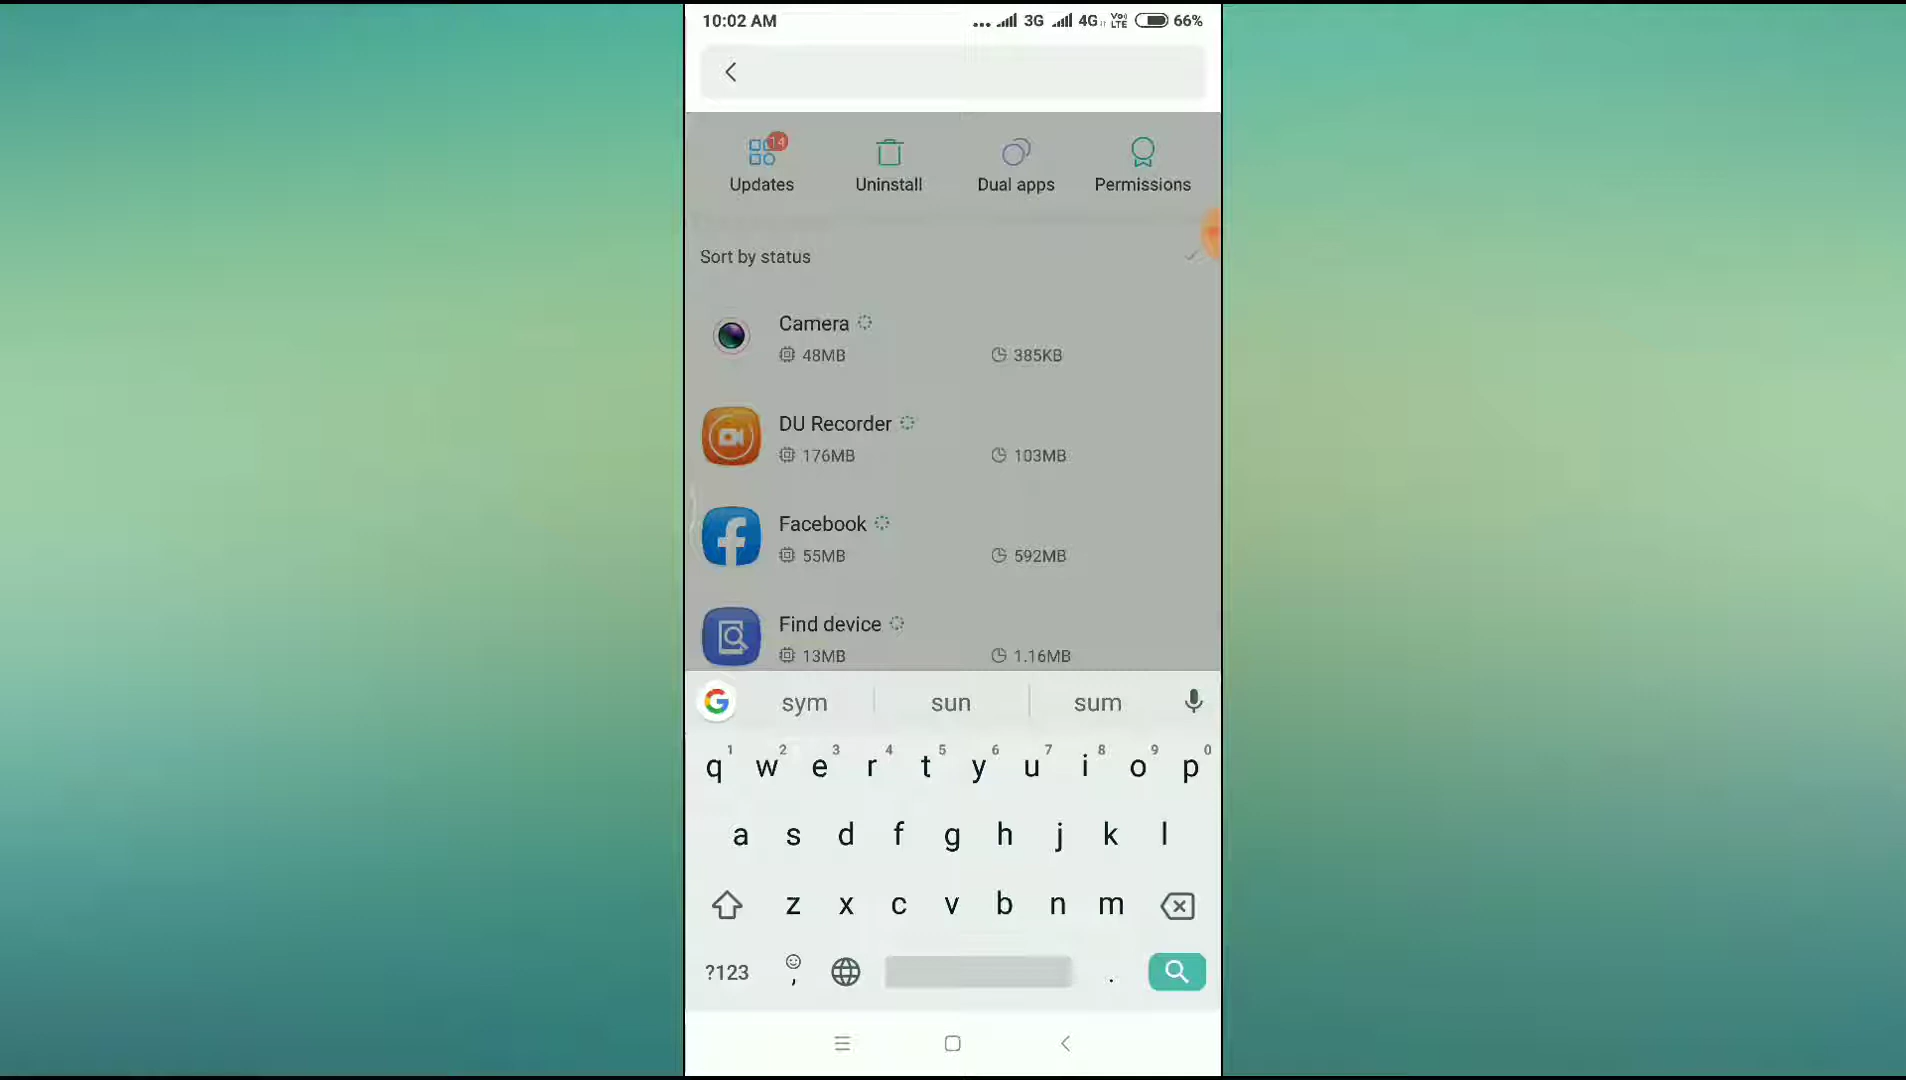 10:02 AM ... 3G 4G VoLTE 66%
14
Updates Uninstall Dual apps Permissions
Sort by status
Camera
48MB 385KB
DU Recorder
176MB 103MB
Facebook
55MB 592MB
Find device
13MB 1.16MB
sym sun sum
1 2 3 4 5 6 7 8 9 0
q w e r t y u i o p
a s d f g h j k l
z x c v b n m
?123 , .